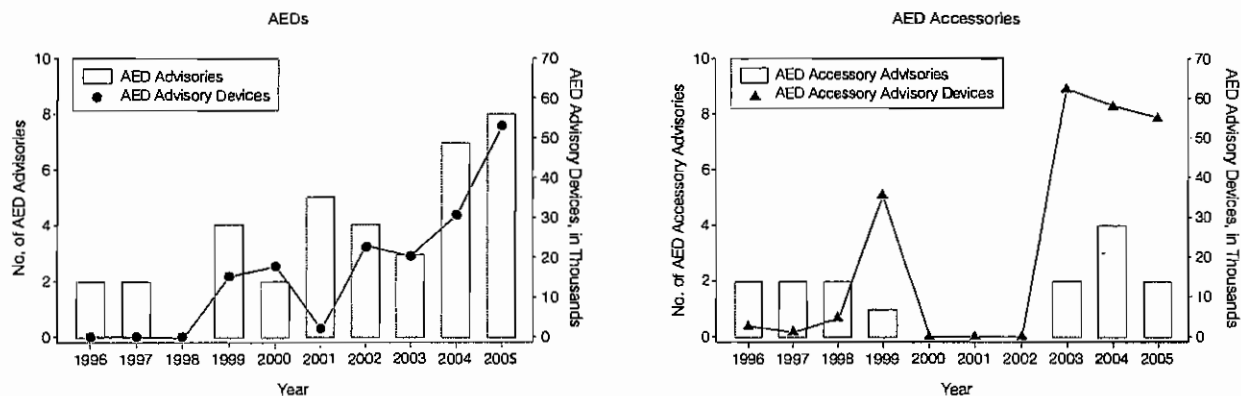 AEDs
10
8
6
4
2
0
No. of AED Advisories
AED Advisories
AED Advisory Devices
70
60
50
40
30
20
10
0
AED Advisory Devices, in Thousands
1996 1997 1998 1999 2000 2001 2002 2003 2004 2005
Year
AED Accessories
10
8
6
4
2
0
No. of AED Accessory Advisories
AED Accessory Advisories
AED Accessory Advisory Devices
70
60
50
40
30
20
10
0
AED Advisory Devices, in Thousands
1996 1997 1998 1999 2000 2001 2002 2003 2004 2005
Year